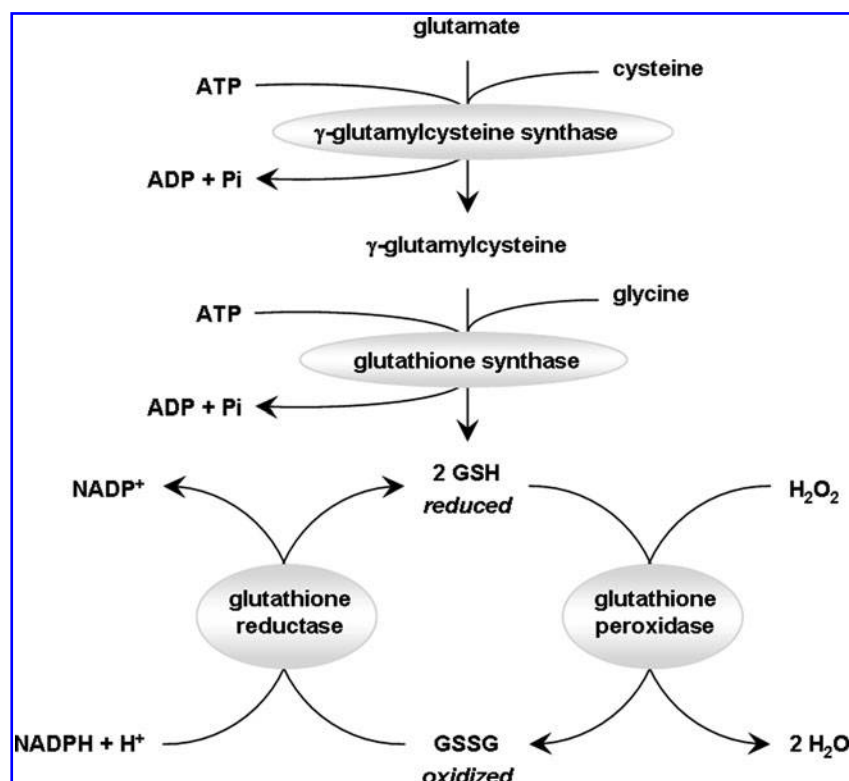 glutamate
ATP
cysteine
γ-glutamylcysteine synthase
ADP + Pi
γ-glutamylcysteine
ATP
glycine
glutathione synthase
ADP + Pi
NADP⁺
2 GSH
reduced
H₂O₂
glutathione
reductase
glutathione
peroxidase
NADPH + H⁺
GSSG
oxidized
2 H₂O